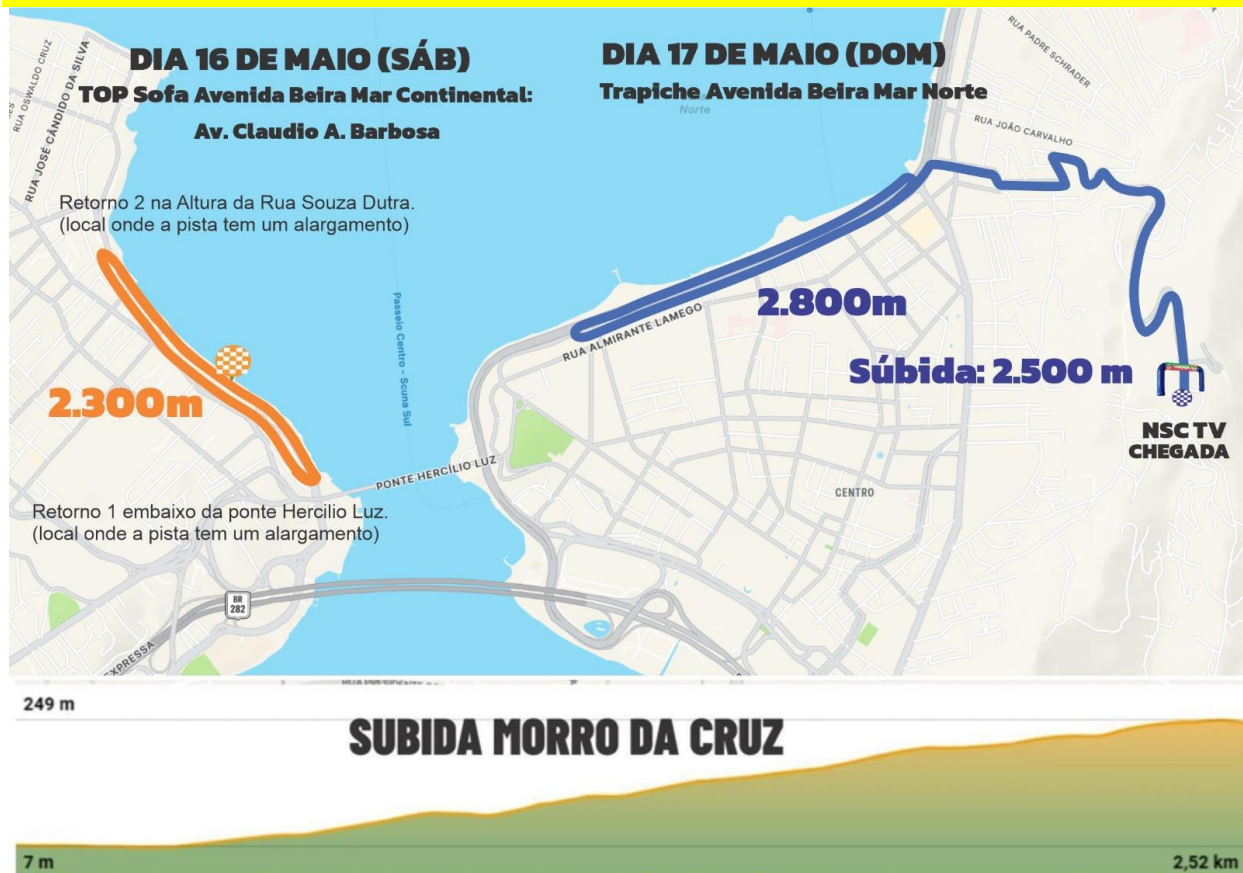 DIA 16 DE MAIO (SÁB)
TOP Sofa Avenida Beira Mar Continental:
Av. Claudio A. Barbosa
DIA 17 DE MAIO (DOM)
Trapiche Avenida Beira Mar Norte
Norte
RUA OSWALDO CRUZ
RUA JOSÉ CÂNDIDO DA SILVA
RUA PADRE SCHRADER
RUA JOÃO CARVALHO
Retorno 2 na Altura da Rua Souza Dutra.
(local onde a pista tem um alargamento)
2.300m
Passeio Centro - Scuna Sul
RUA ALMIRANTE LAMEGO
2.800m
Súbida: 2.500 m
NSC TV
CHEGADA
PONTE HERCÍLIO LUZ
CENTRO
Retorno 1 embaixo da ponte Hercilio Luz.
(local onde a pista tem um alargamento)
BR
282
EXPRESSA
249 m
SUBIDA MORRO DA CRUZ
7 m
2,52 km